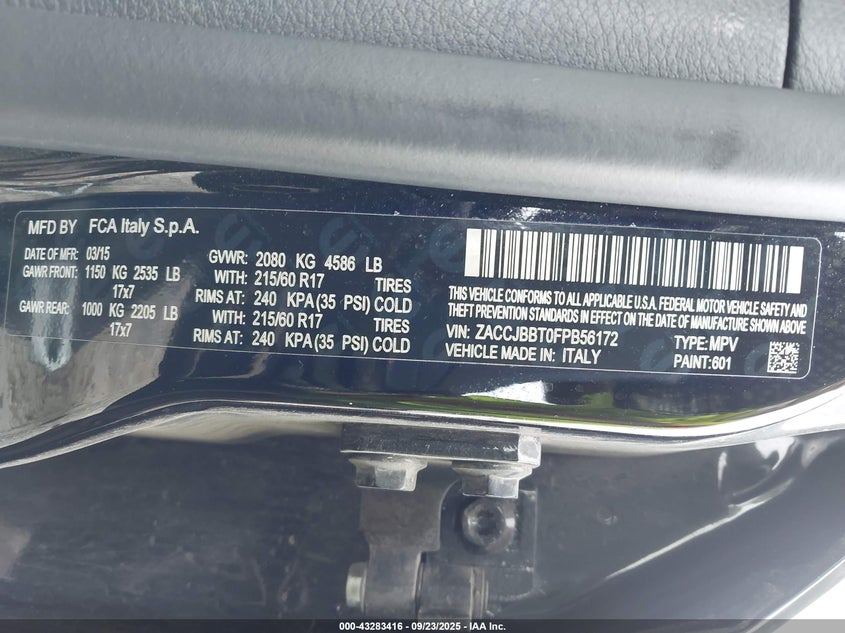 MFD BY FCA Italy S.p.A.
DATE OF MFR: 03/15 GVWR: 2080 KG 4586 LB
GAWR FRONT: 1150 KG 2535 LB WITH: 215/60 R17 TIRES
17x7 RIMS AT: 240 KPA(35 PSI) COLD
GAWR REAR: 1000 KG 2205 LB WITH: 215/60 R17 TIRES
17x7 RIMS AT: 240 KPA(35 PSI) COLD
THIS VEHICLE CONFORMS TO ALL APPLICABLE U.S.A. FEDERAL MOTOR VEHICLE SAFETY
AND THEFT PREVENTION STANDARDS IN EFFECT ON THE DATE OF MANUFACTURE SHOWN ABOVE.
VIN: ZACCJBBT0FPB56172 TYPE: MPV
VEHICLE MADE IN: ITALY PAINT:601
000-43283416 - 09/23/2025 - IAA Inc.